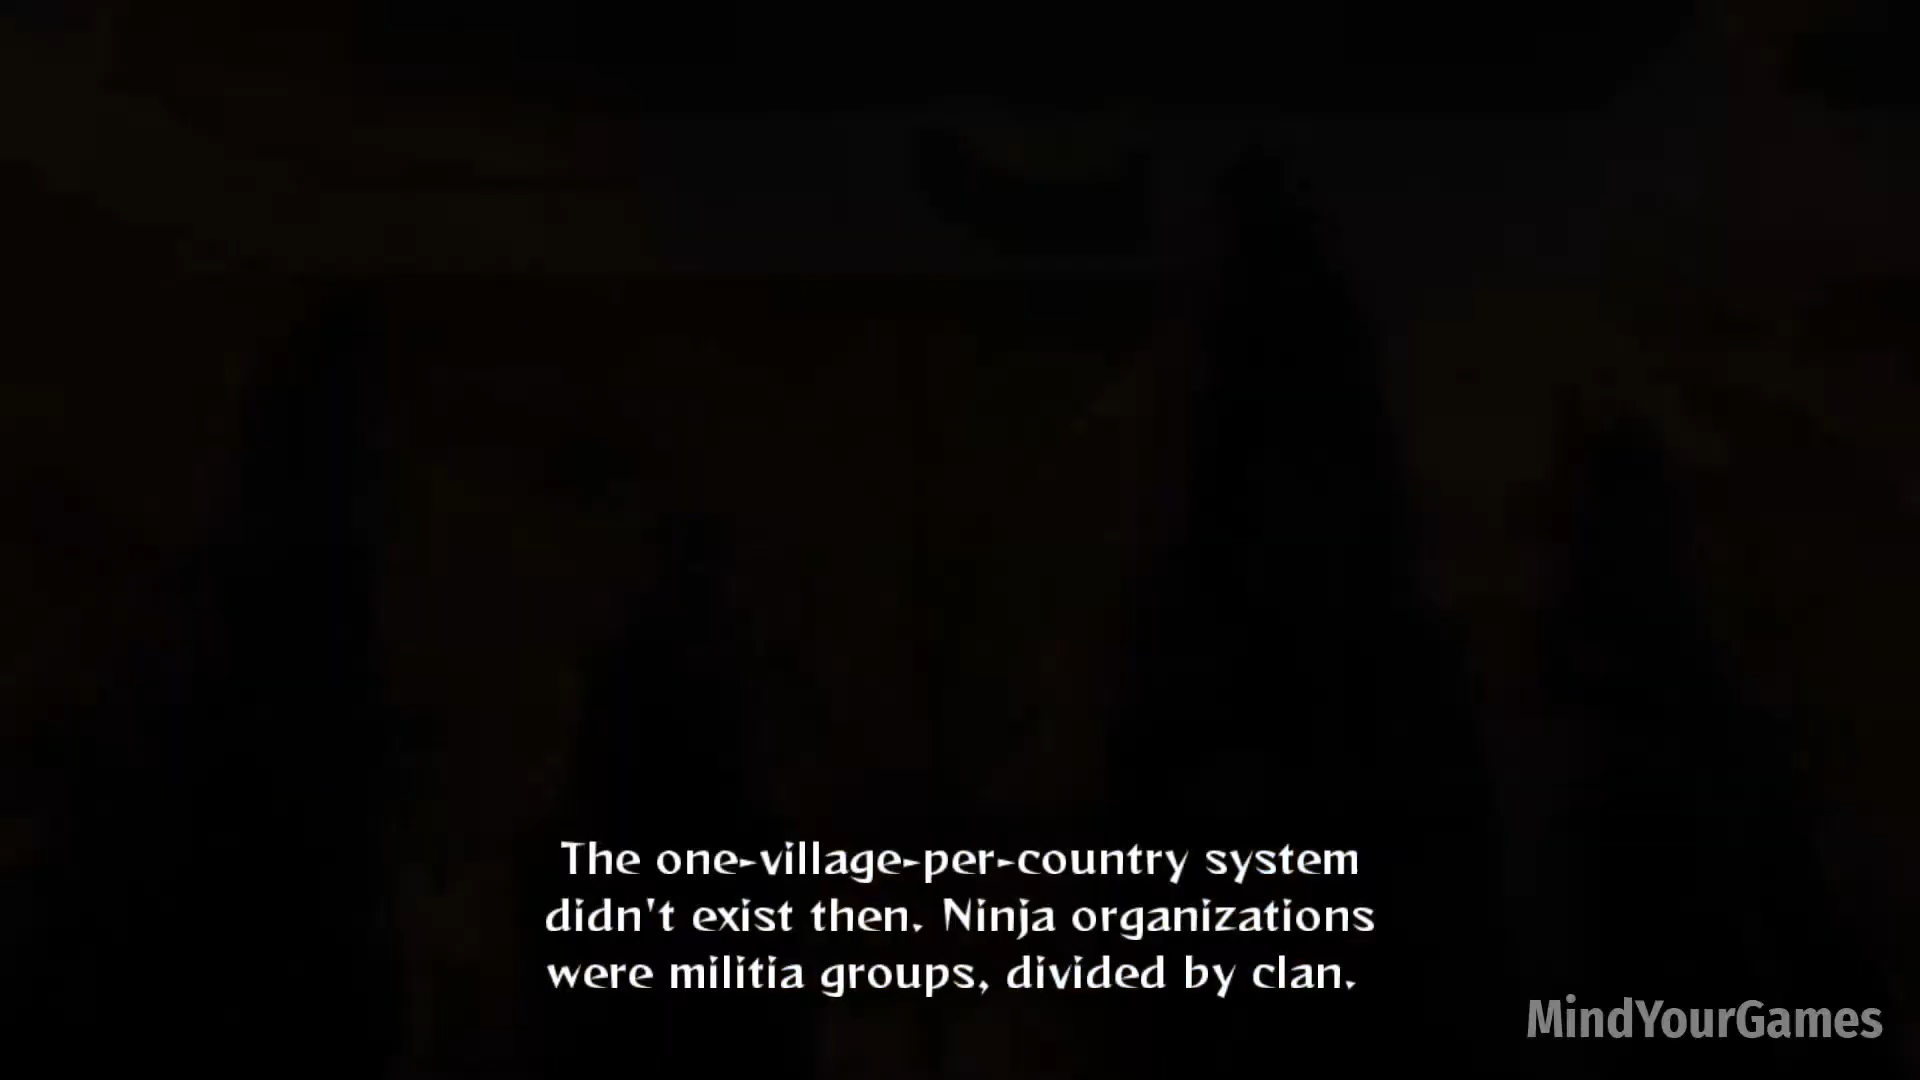 The one-village-per-country system
didn't exist then. Ninja organizations
were militia groups, divided by clan.
MindYourGames